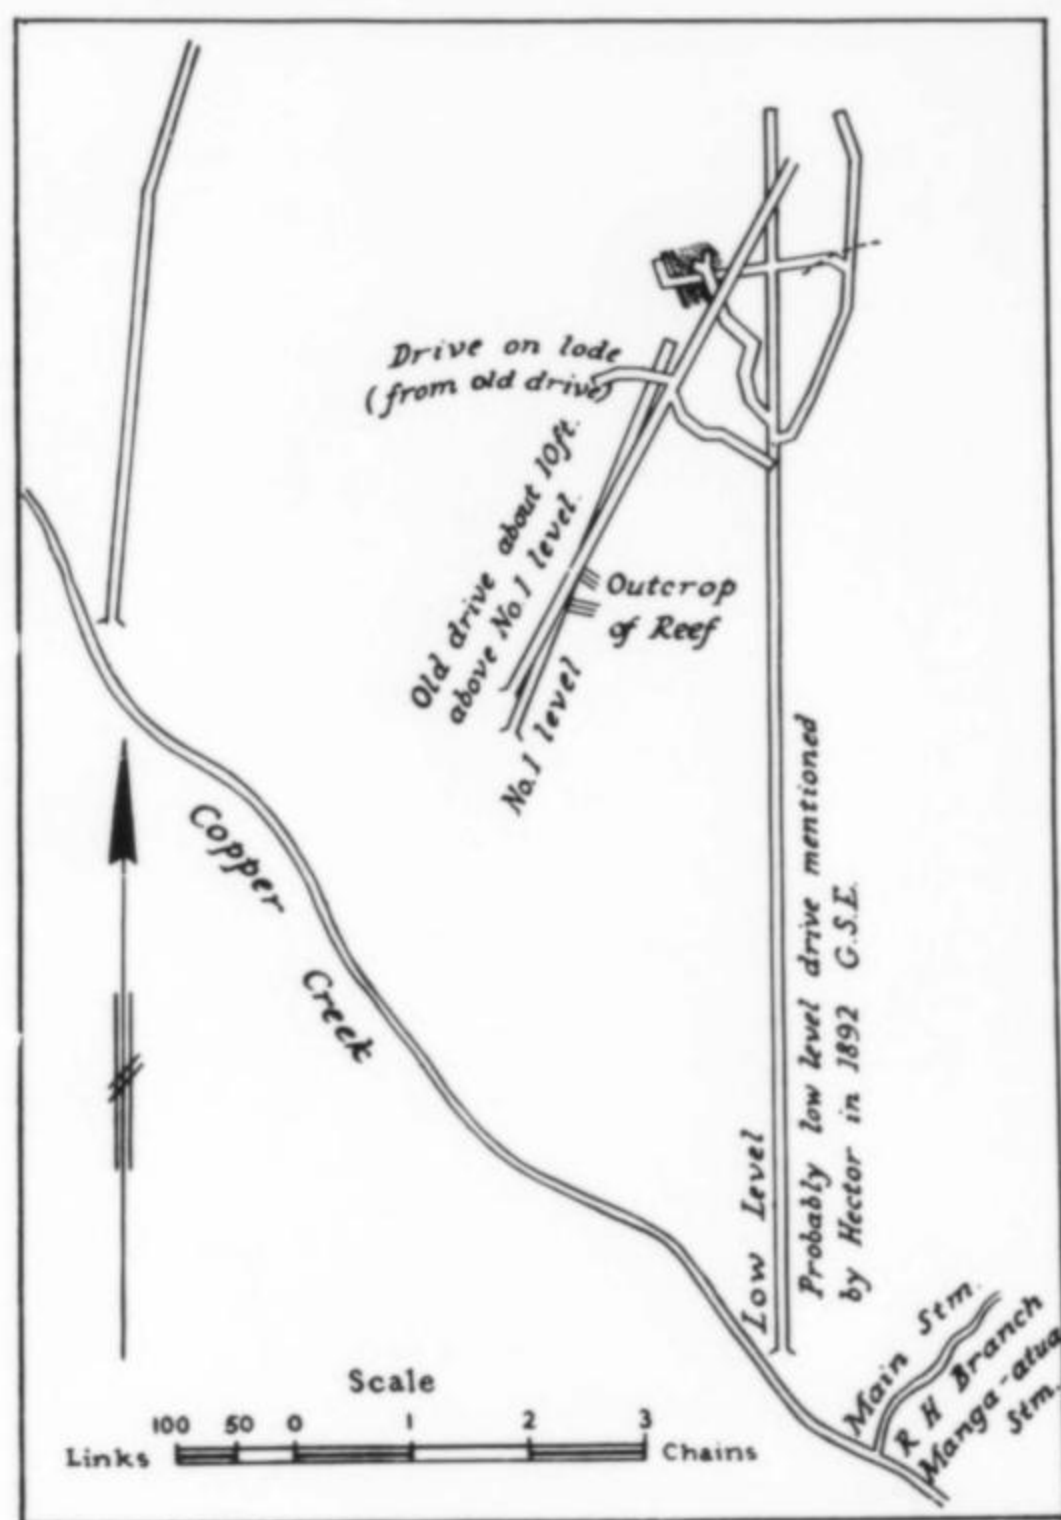 Drive on lode
(from old drive)
Old drive about 10ft.
above No.1 level.
Outcrop
of Reef
No.1 level
Copper
Creek
Low Level
Probably low level drive mentioned
by Hector in 1892 G.S.E.
Main Stm.
R H Branch
Manga-atua
Stm.
Scale
100 50 0 1 2 3
Links Chains